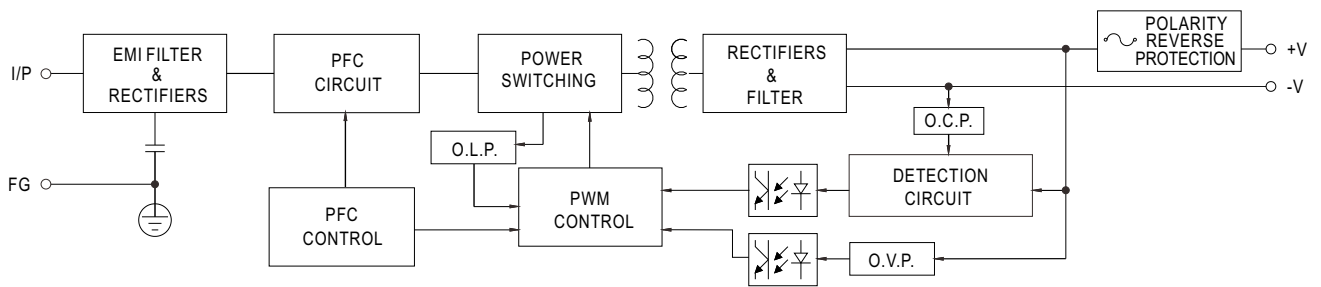 I/P
EMI FILTER
&
RECTIFIERS
PFC
CIRCUIT
POWER
SWITCHING
RECTIFIERS
&
FILTER
POLARITY
REVERSE
PROTECTION
+V
-V
O.C.P.
O.L.P.
DETECTION
CIRCUIT
FG
PFC
CONTROL
PWM
CONTROL
O.V.P.